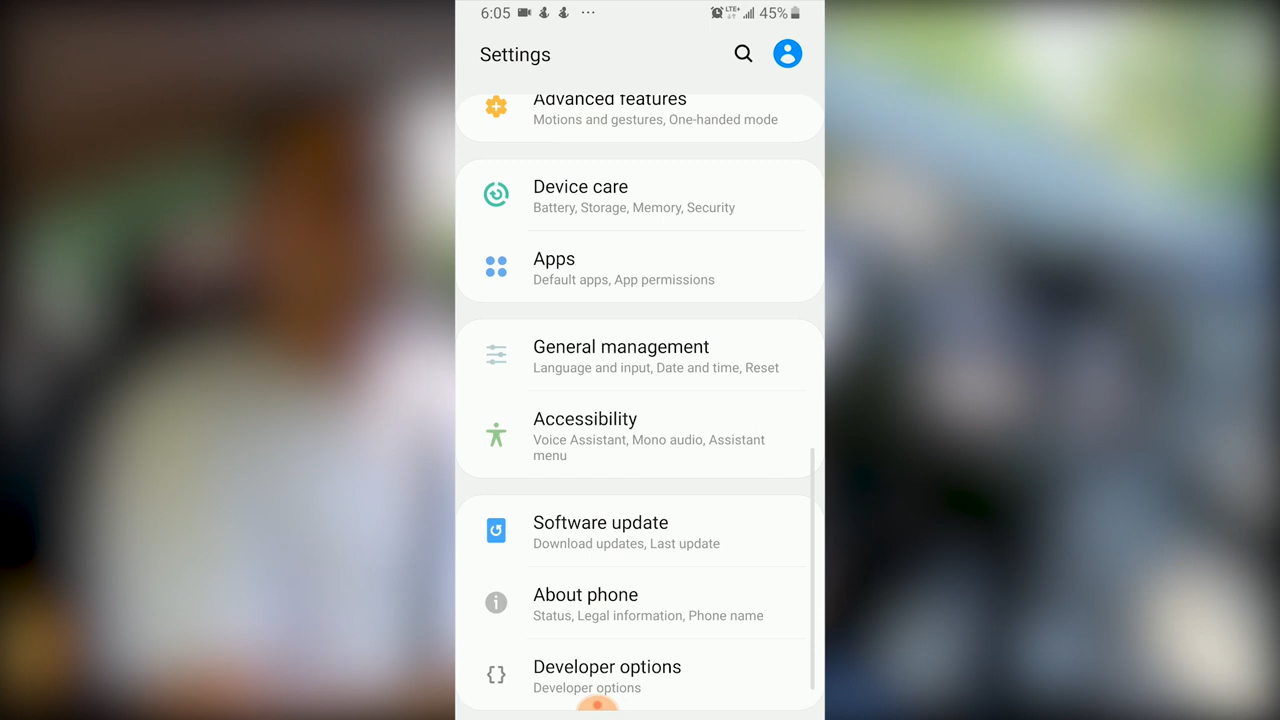 6:05 LTE+ 45%
Settings
Advanced features
Motions and gestures, One-handed mode
Device care
Battery, Storage, Memory, Security
Apps
Default apps, App permissions
General management
Language and input, Date and time, Reset
Accessibility
Voice Assistant, Mono audio, Assistant
menu
Software update
Download updates, Last update
About phone
Status, Legal information, Phone name
Developer options
Developer options